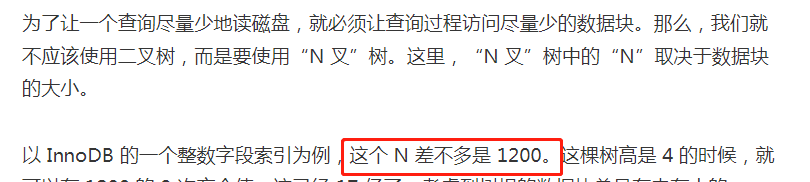 为了让一个查询尽量少地读磁盘，就必须让查询过程访问尽量少的数据块。那么，我们就
不应该使用二叉树，而是要使用“N 叉”树。这里，“N 叉”树中的“N”取决于数据块
的大小。
以 InnoDB 的一个整数字段索引为例，这个 N 差不多是 1200。这棵树高是 4 的时候，就